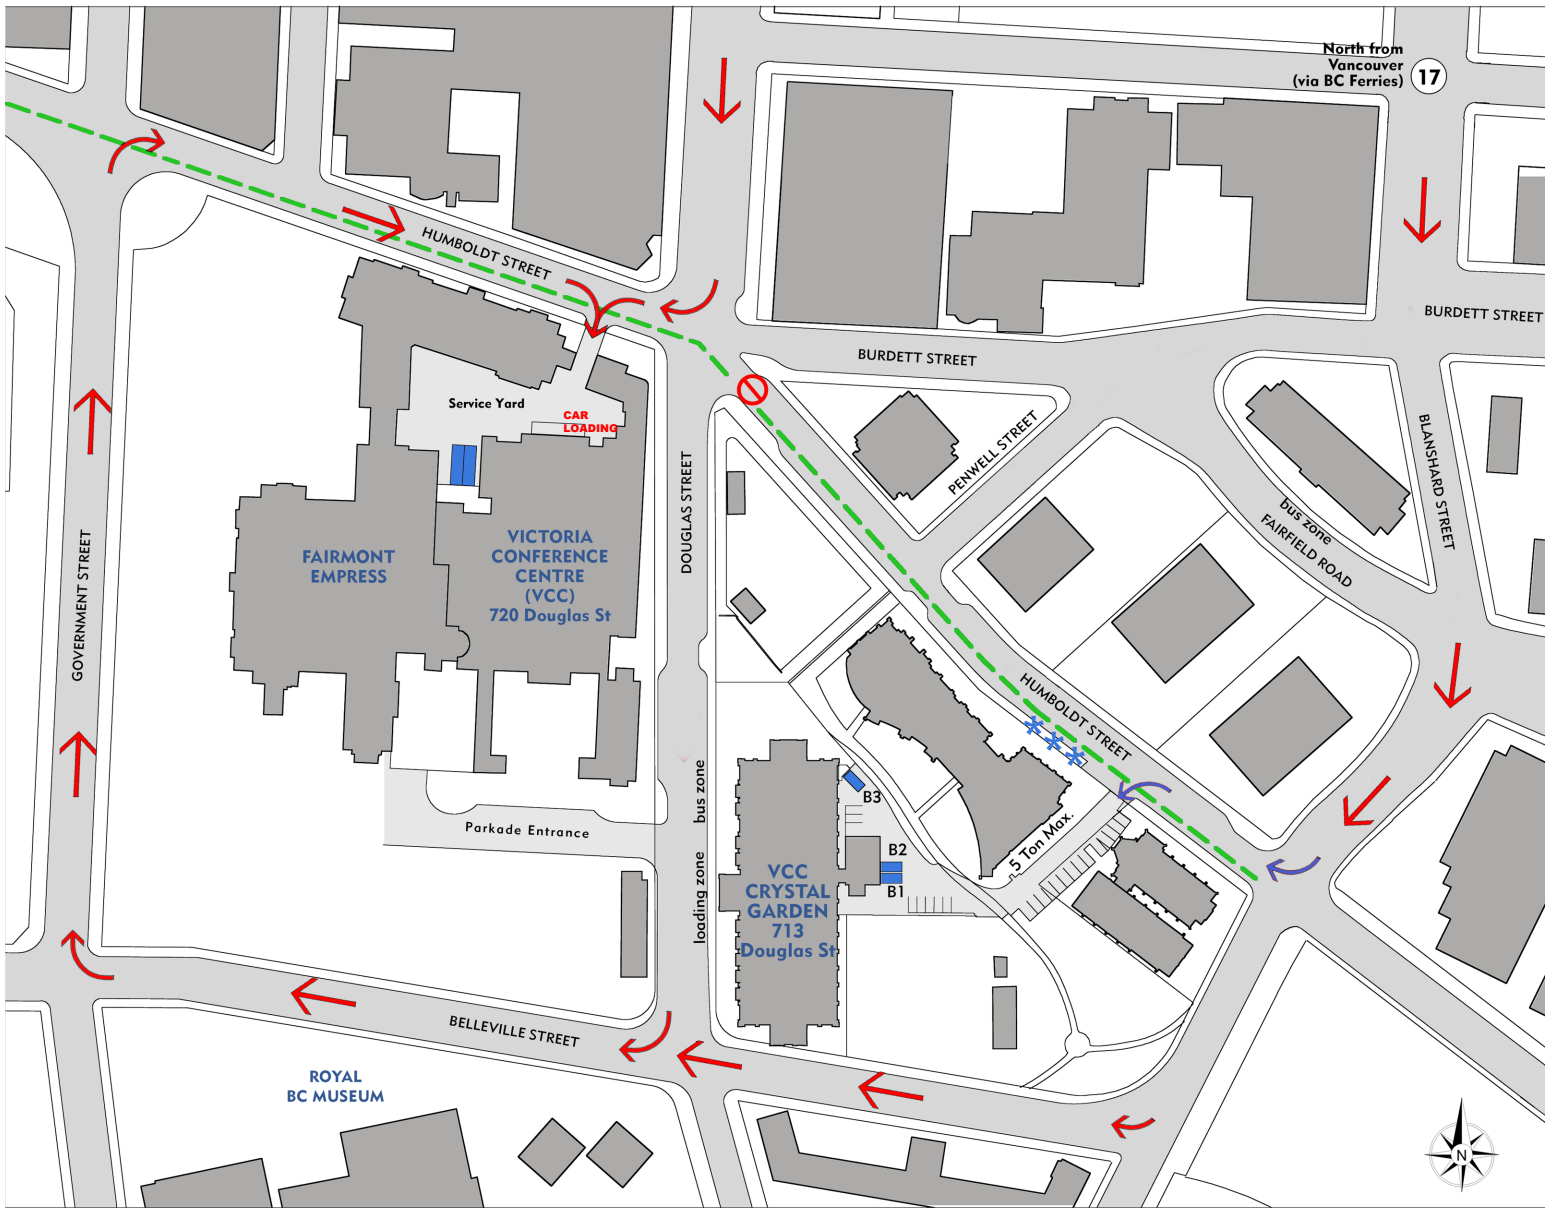 North from
Vancouver
(via BC Ferries)
17
HUMBOLDT STREET
BURDETT STREET
BURDETT STREET
Service Yard
CAR
LOADING
PENWELL STREET
BLANSHARD STREET
bus zone
FAIRFIELD ROAD
DOUGLAS STREET
GOVERNMENT STREET
FAIRMONT
EMPRESS
VICTORIA
CONFERENCE
CENTRE
(VCC)
720 Douglas St
HUMBOLDT STREET
***
bus zone
loading zone
Parkade Entrance
B3
B2
B1
5 Ton Max.
VCC
CRYSTAL
GARDEN
713
Douglas St
BELLEVILLE STREET
ROYAL
BC MUSEUM
N